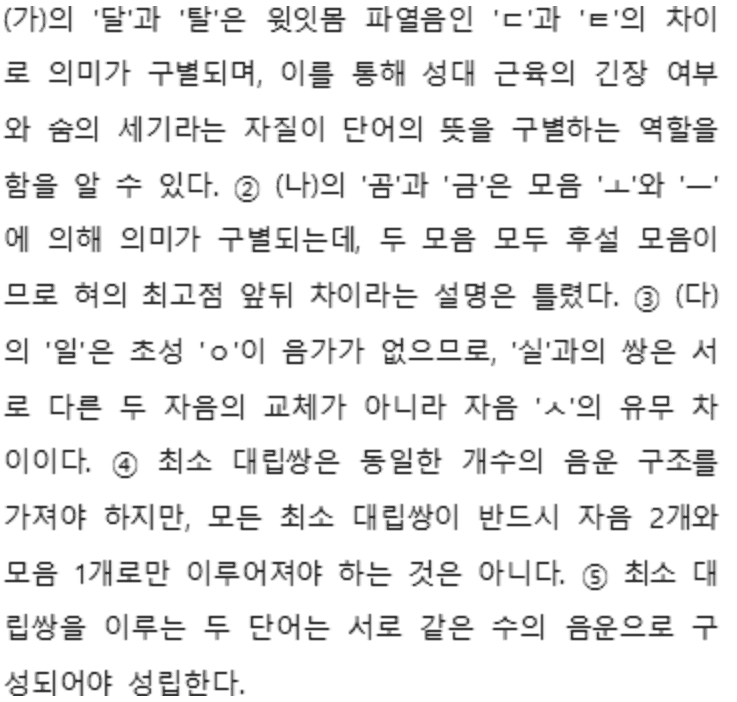 (가)의 '달'과 '탈'은 윗잇몸 파열음인 'ㄷ'과 'ㅌ'의 차이
로 의미가 구별되며, 이를 통해 성대 근육의 긴장 여부
와 숨의 세기라는 자질이 단어의 뜻을 구별하는 역할을
함을 알 수 있다. ② (나)의 '곰'과 '금'은 모음 'ㅗ'와 'ㅡ'
에 의해 의미가 구별되는데, 두 모음 모두 후설 모음이
므로 혀의 최고점 앞뒤 차이라는 설명은 틀렸다. ③ (다)
의 '일'은 초성 'ㅇ'이 음가가 없으므로, '실'과의 쌍은 서
로 다른 두 자음의 교체가 아니라 자음 'ㅅ'의 유무 차
이이다. ④ 최소 대립쌍은 동일한 개수의 음운 구조를
가져야 하지만, 모든 최소 대립쌍이 반드시 자음 2개와
모음 1개로만 이루어져야 하는 것은 아니다. ⑤ 최소 대
립쌍을 이루는 두 단어는 서로 같은 수의 음운으로 구
성되어야 성립한다.